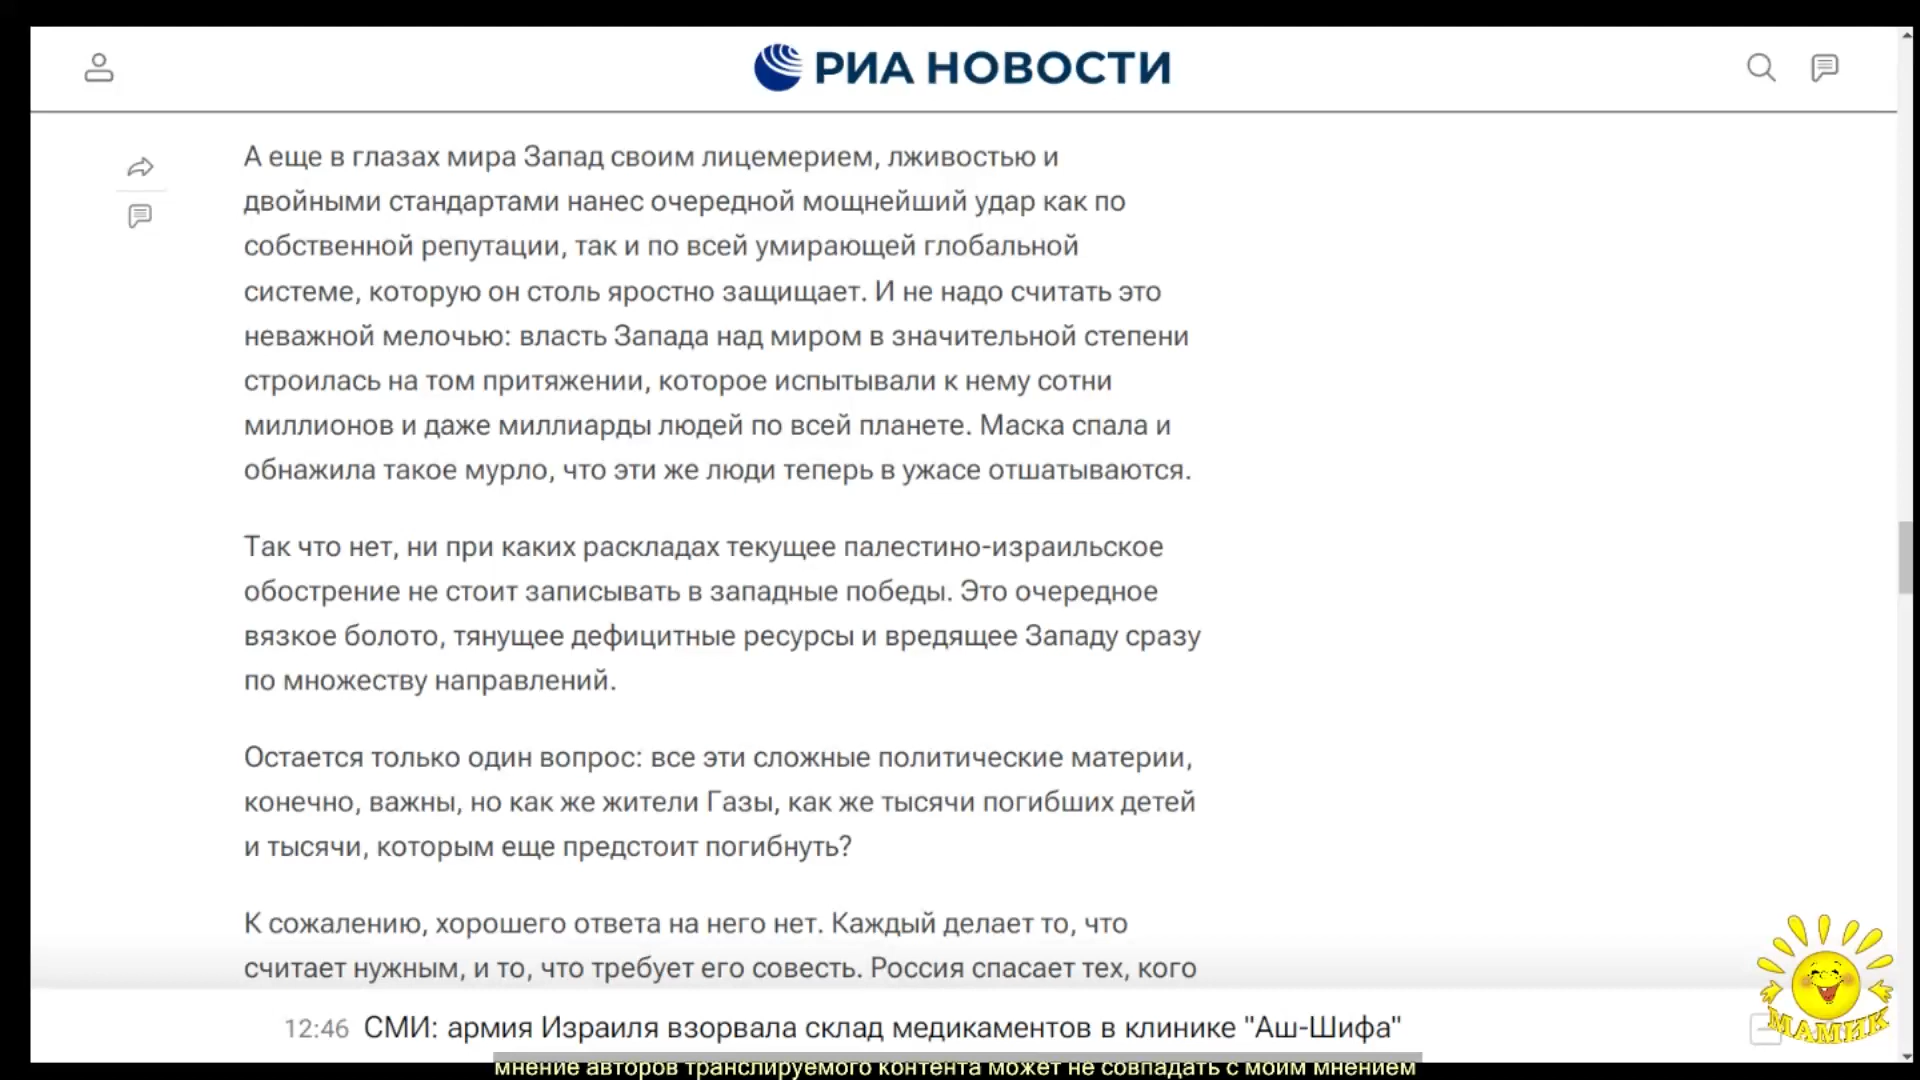 РИА НОВОСТИ
А еще в глазах мира Запад своим лицемерием, лживостью и
двойными стандартами нанес очередной мощнейший удар как по
собственной репутации, так и по всей умирающей глобальной
системе, которую он столь яростно защищает. И не надо считать это
неважной мелочью: власть Запада над миром в значительной степени
строилась на том притяжении, которое испытывали к нему сотни
миллионов и даже миллиарды людей по всей планете. Маска спала и
обнажила такое мурло, что эти же люди теперь в ужасе отшатываются.
Так что нет, ни при каких раскладах текущее палестино-израильское
обострение не стоит записывать в западные победы. Это очередное
вязкое болото, тянущее дефицитные ресурсы и вредящее Западу сразу
по множеству направлений.
Остается только один вопрос: все эти сложные политические материи,
конечно, важны, но как же жители Газы, как же тысячи погибших детей
и тысячи, которым еще предстоит погибнуть?
К сожалению, хорошего ответа на него нет. Каждый делает то, что
считает нужным, и то, что требует его совесть. Россия спасает тех, кого
12:46 СМИ: армия Израиля взорвала склад медикаментов в клинике "Аш-Шифа"
МАМИК
мнение авторов транслируемого контента может не совпадать с моим мнением